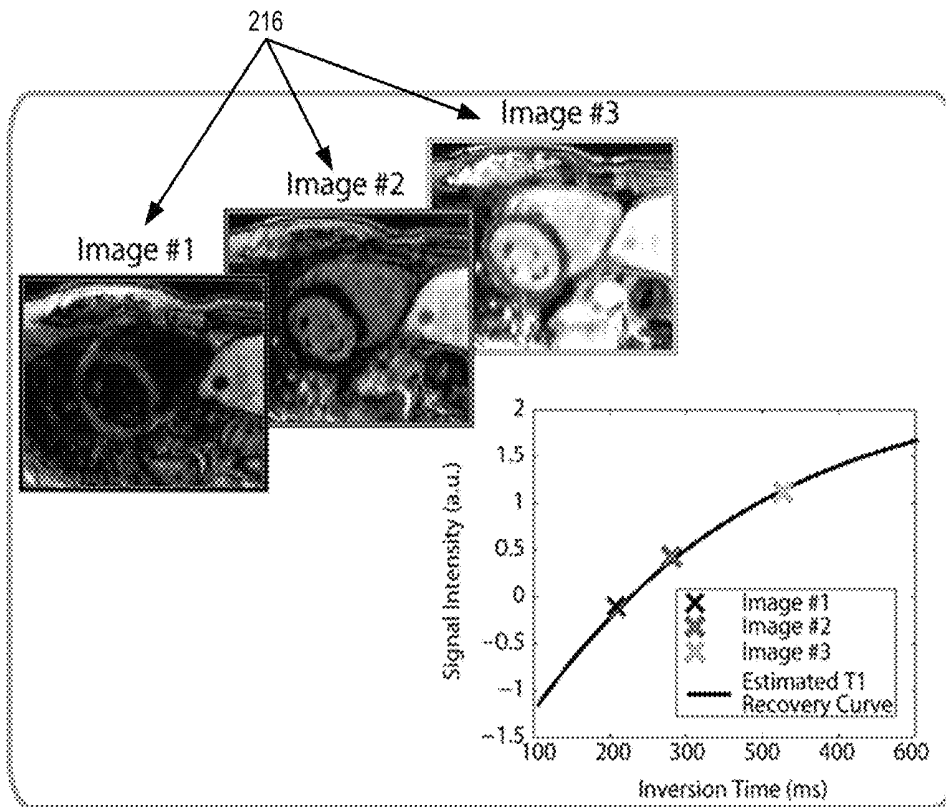 216
Image #3
Image #2
Image #1
Signal Intensity (a.u.)
2
1.5
1
0.5
0
−0.5
−1
−1.5
100 200 300 500 600
Inversion Time (ms)
Image #1
Image #2
Image #3
Estimated T1
Recovery Curve